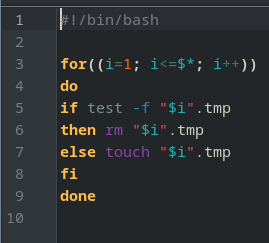 1 #!/bin/bash
2
3 for((i=1; i<=$*; i++))
4 do
5 if test -f "$i".tmp
6 then rm "$i".tmp
7 else touch "$i".tmp
8 fi
9 done
10